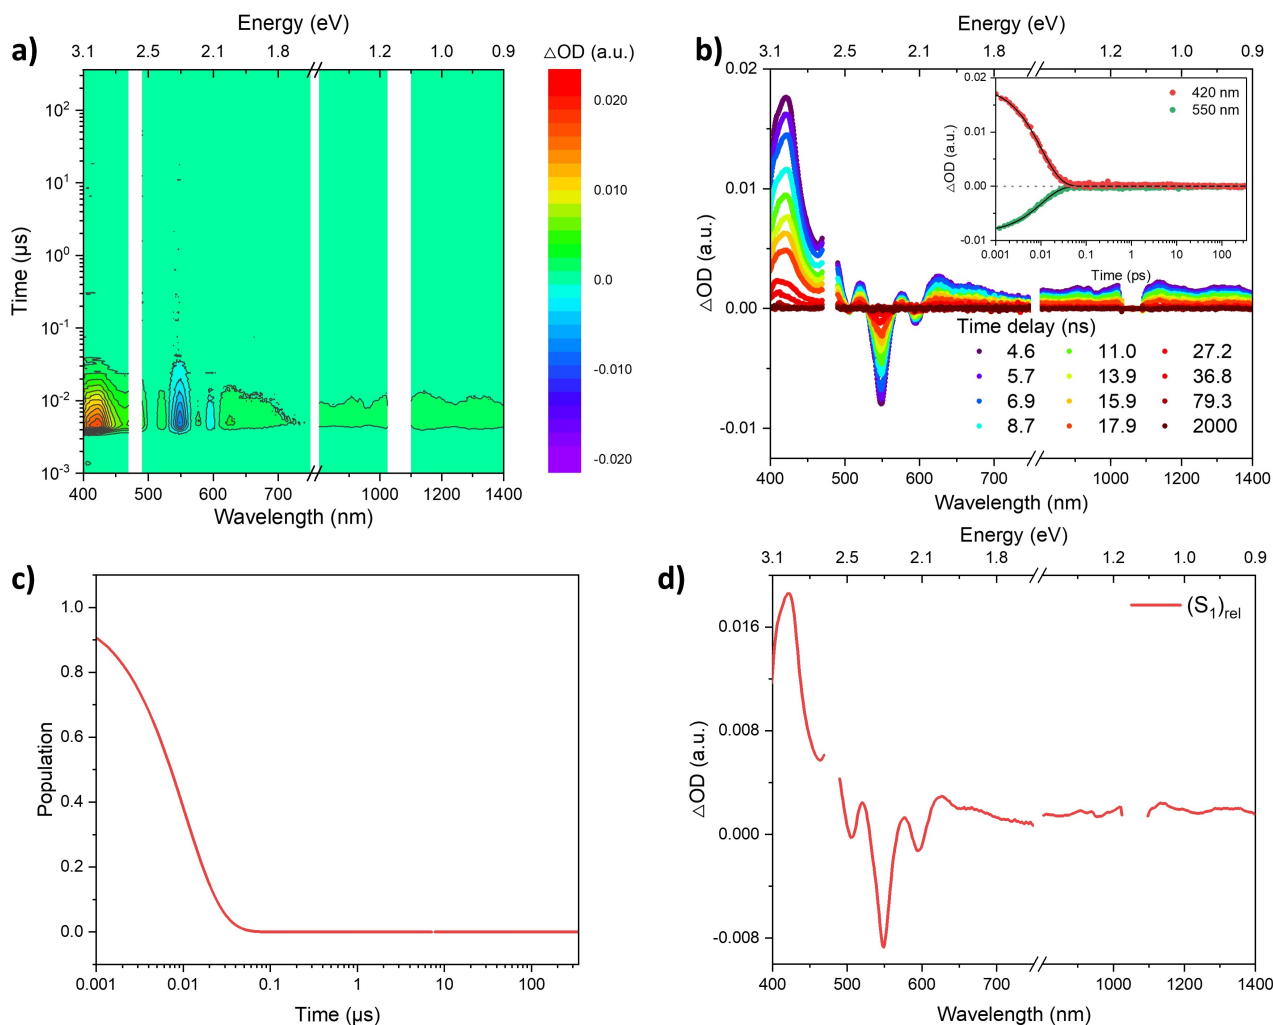 a)
Energy (eV)
3.1 2.5 2.1 1.8 1.2 1.0 0.9
△OD (a.u.)
0.020
0.010
0.0
-0.010
-0.020
Time (µs)
10²
10¹
10⁰
10⁻¹
10⁻²
10⁻³
400 500 600 700 1000 1200 1400
Wavelength (nm)
b)
Energy (eV)
3.1 2.5 2.1 1.8 1.2 1.0 0.9
△OD (a.u.)
0.02
0.01
0.00
-0.01
420 nm
550 nm
△OD (a.u.)
0.02
0.01
0.00
-0.01
0.001 0.01 0.1 1 10 100
Time (ps)
Time delay (ns)
4.6 11.0 27.2
5.7 13.9 36.8
6.9 15.9 79.3
8.7 17.9 2000
400 500 600 700 1000 1200 1400
Wavelength (nm)
c)
Population
1.0
0.8
0.6
0.4
0.2
0.0
0.001 0.01 0.1 1 10 100
Time (µs)
d)
Energy (eV)
3.1 2.5 2.1 1.8 1.2 1.0 0.9
(S₁)rel
△OD (a.u.)
0.016
0.008
0.000
-0.008
400 500 600 700 1000 1200 1400
Wavelength (nm)